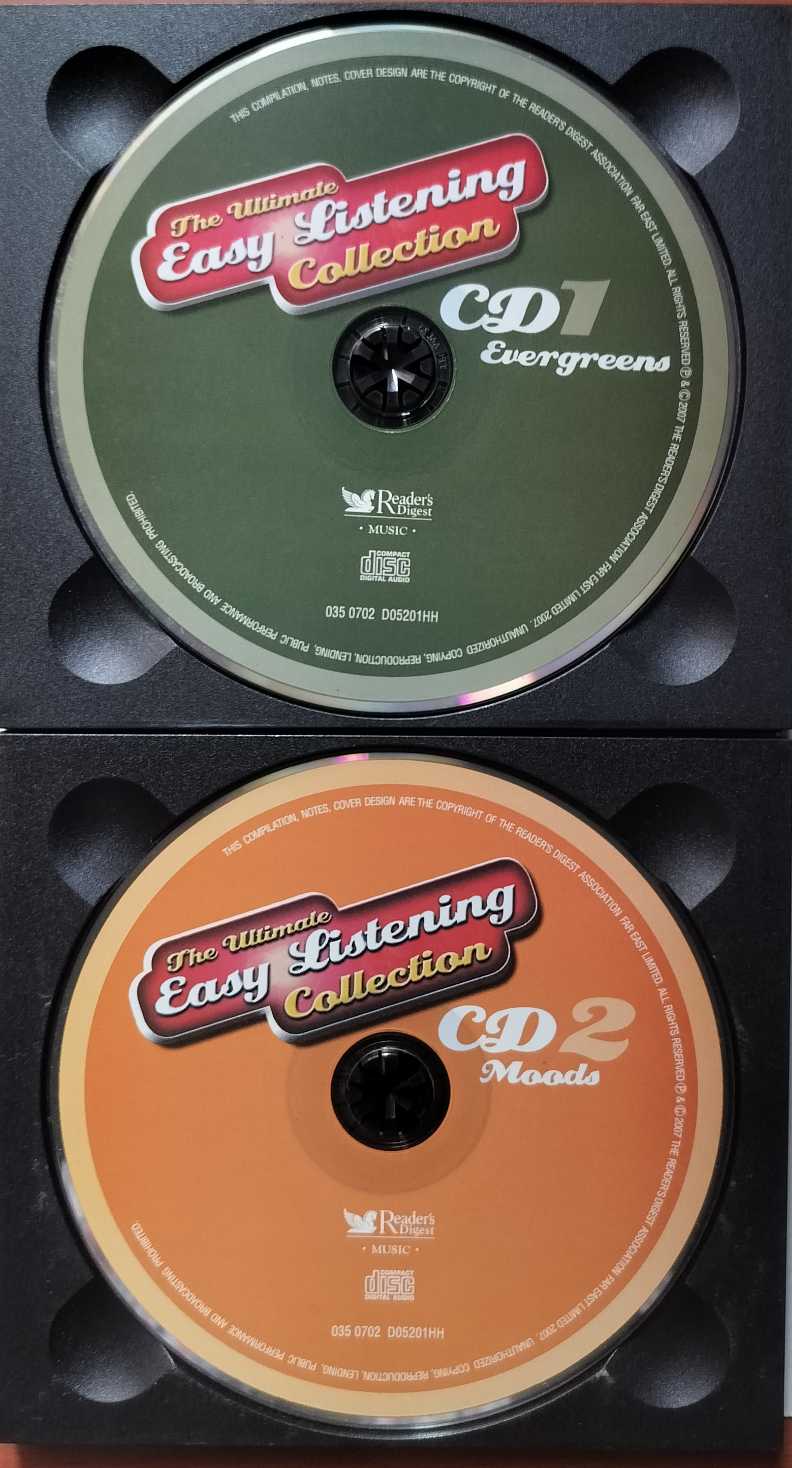 THIS COMPILATION, NOTES, COVER DESIGN ARE THE COPYRIGHT OF THE READER'S DIGEST ASSOCIATION FAR EAST LIMITED. ALL RIGHTS RESERVED Ⓟ & © 2007 THE READER'S DIGEST ASSOCIATION FAR EAST LIMITED 2007. UNAUTHORIZED COPYING, REPRODUCTION, LENDING, PUBLIC PERFORMANCE AND BROADCASTING PROHIBITED.
The Ultimate
Easy Listening
Collection
CD1
Evergreens
Reader's
Digest
• MUSIC •
COMPACT
disc
DIGITAL AUDIO
035 0702 D05201HH
THIS COMPILATION, NOTES, COVER DESIGN ARE THE COPYRIGHT OF THE READER'S DIGEST ASSOCIATION FAR EAST LIMITED. ALL RIGHTS RESERVED Ⓟ & © 2007 THE READER'S DIGEST ASSOCIATION FAR EAST LIMITED 2007. UNAUTHORIZED COPYING, REPRODUCTION, LENDING, PUBLIC PERFORMANCE AND BROADCASTING PROHIBITED.
The Ultimate
Easy Listening
Collection
CD2
Moods
Reader's
Digest
• MUSIC •
COMPACT
disc
DIGITAL AUDIO
035 0702 D05201HH